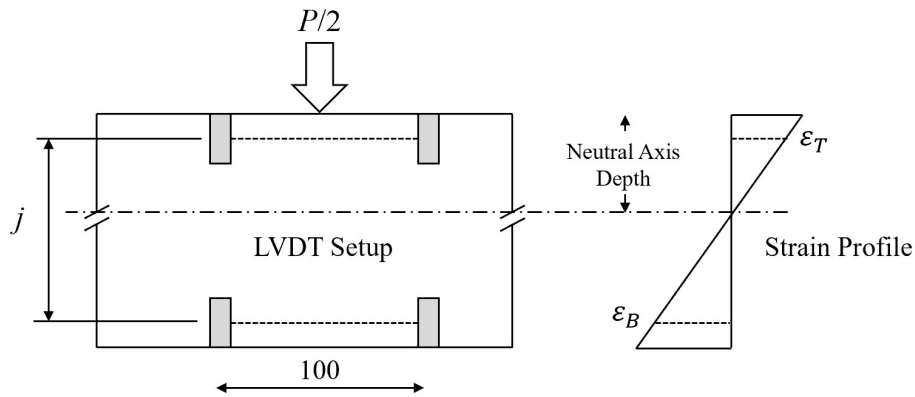 P/2
Neutral Axis
Depth
ε_T
j
LVDT Setup
Strain Profile
ε_B
100